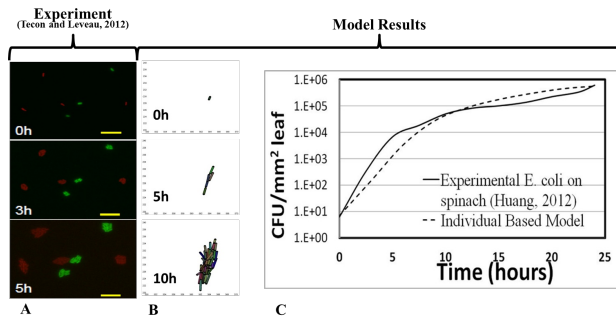 Experiment
(Tecon and Leveau, 2012)
Model Results
0h
3h
5h
A
0h
5h
10h
B
1.E+06
1.E+05
1.E+04
1.E+03
1.E+02
1.E+01
1.E+00
CFU/mm² leaf
Experimental E. coli on
spinach (Huang, 2012)
Individual Based Model
0 5 10 15 20 25
Time (hours)
C